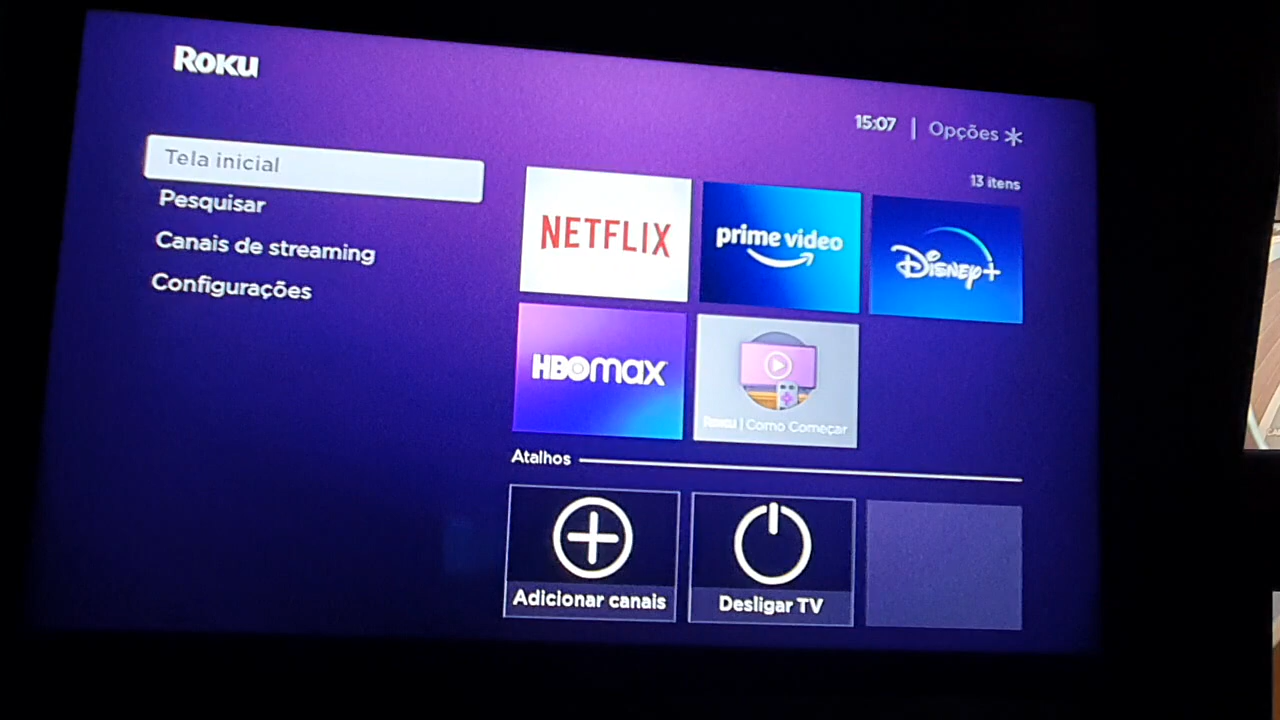 ROKU
15:07 | Opções
13 itens
Tela inicial
Pesquisar
Canais de streaming
Configurações
NETFLIX
prime video
Disney+
HBOmax
Roku | Como Começar
Atalhos
Adicionar canais
Desligar TV